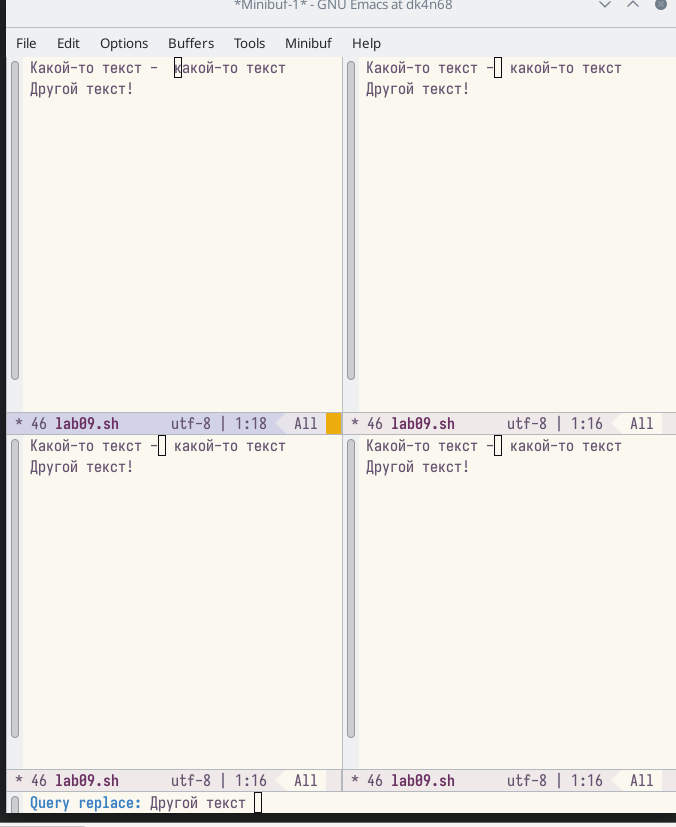 *Minibuf-1* - GNU Emacs at dk4n68
File Edit Options Buffers Tools Minibuf Help
Какой-то текст -  какой-то текст
Другой текст!
Какой-то текст -  какой-то текст
Другой текст!
* 46 lab09.sh utf-8 | 1:18 All
* 46 lab09.sh utf-8 | 1:16 All
Какой-то текст -  какой-то текст
Другой текст!
Какой-то текст -  какой-то текст
Другой текст!
* 46 lab09.sh utf-8 | 1:16 All
* 46 lab09.sh utf-8 | 1:16 All
Query replace: Другой текст